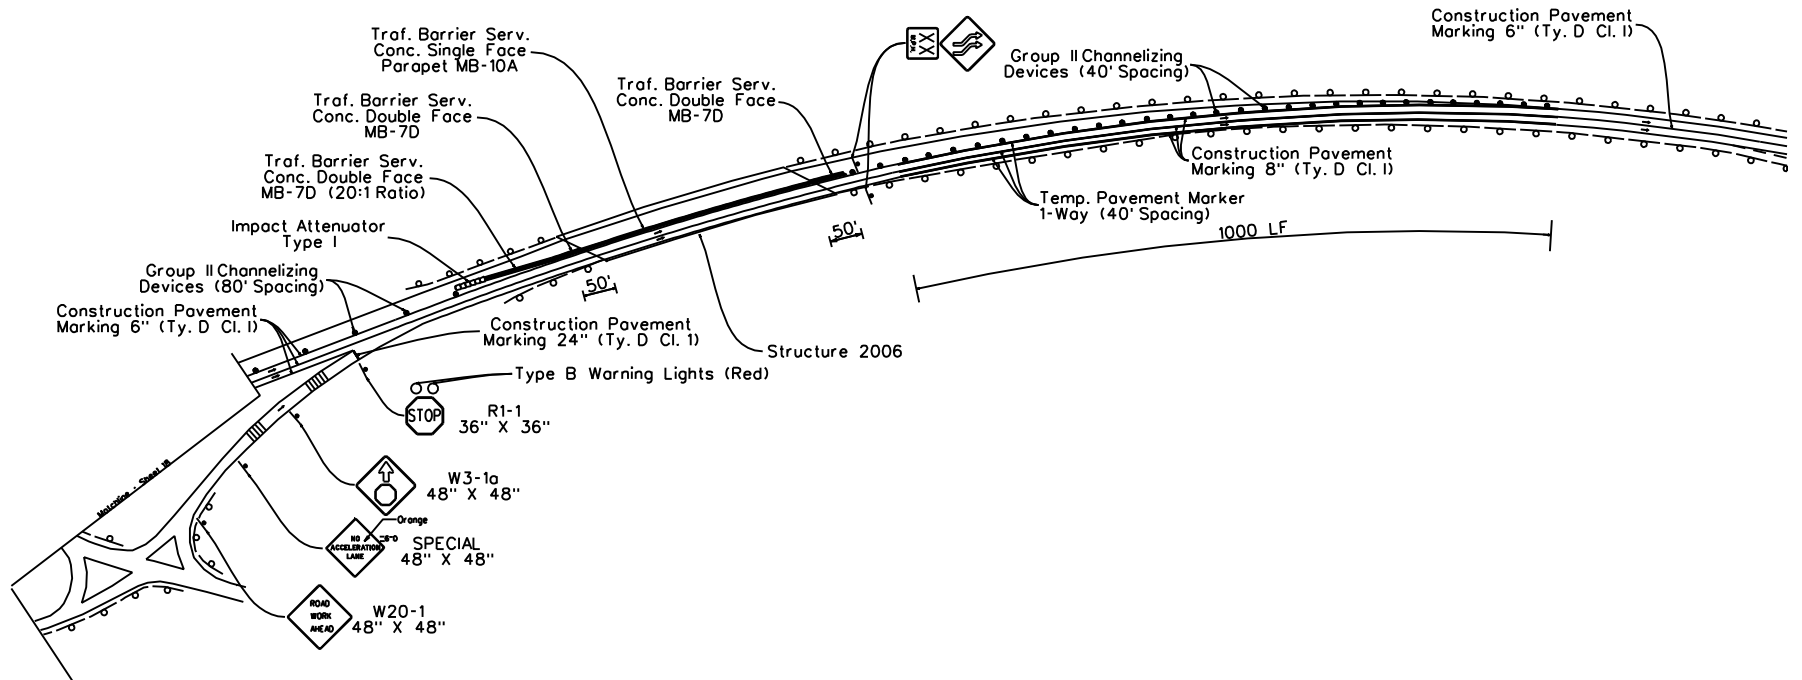 Traf. Barrier Serv.
Conc. Single Face
Parapet MB-10A
Traf. Barrier Serv.
Conc. Double Face
MB-7D
Traf. Barrier Serv.
Conc. Double Face
MB-7D (20:1 Ratio)
Impact Attenuator
Type I
Group II Channelizing
Devices (80' Spacing)
Construction Pavement
Marking 6" (Ty. D Cl. I)
Traf. Barrier Serv.
Conc. Double Face
MB-7D
XX
M.P.H.
Group II Channelizing
Devices (40' Spacing)
Construction Pavement
Marking 6" (Ty. D Cl. I)
Construction Pavement
Marking 8" (Ty. D Cl. I)
Temp. Pavement Marker
1-Way (40' Spacing)
50'
1000 LF
50'
Construction Pavement
Marking 24" (Ty. D Cl. 1)
Structure 2006
Type B Warning Lights (Red)
STOP
R1-1
36" X 36"
W3-1a
48" X 48"
Matchline - Sheet 18
Orange
NO
ACCELERATION
LANE
SPECIAL
48" X 48"
ROAD
WORK
AHEAD
W20-1
48" X 48"